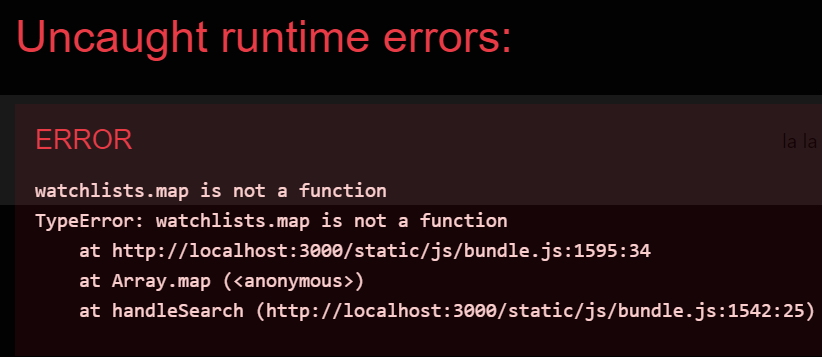 Uncaught runtime errors:
ERROR
la la
watchlists.map is not a function
TypeError: watchlists.map is not a function
at http://localhost:3000/static/js/bundle.js:1595:34
at Array.map (<anonymous>)
at handleSearch (http://localhost:3000/static/js/bundle.js:1542:25)